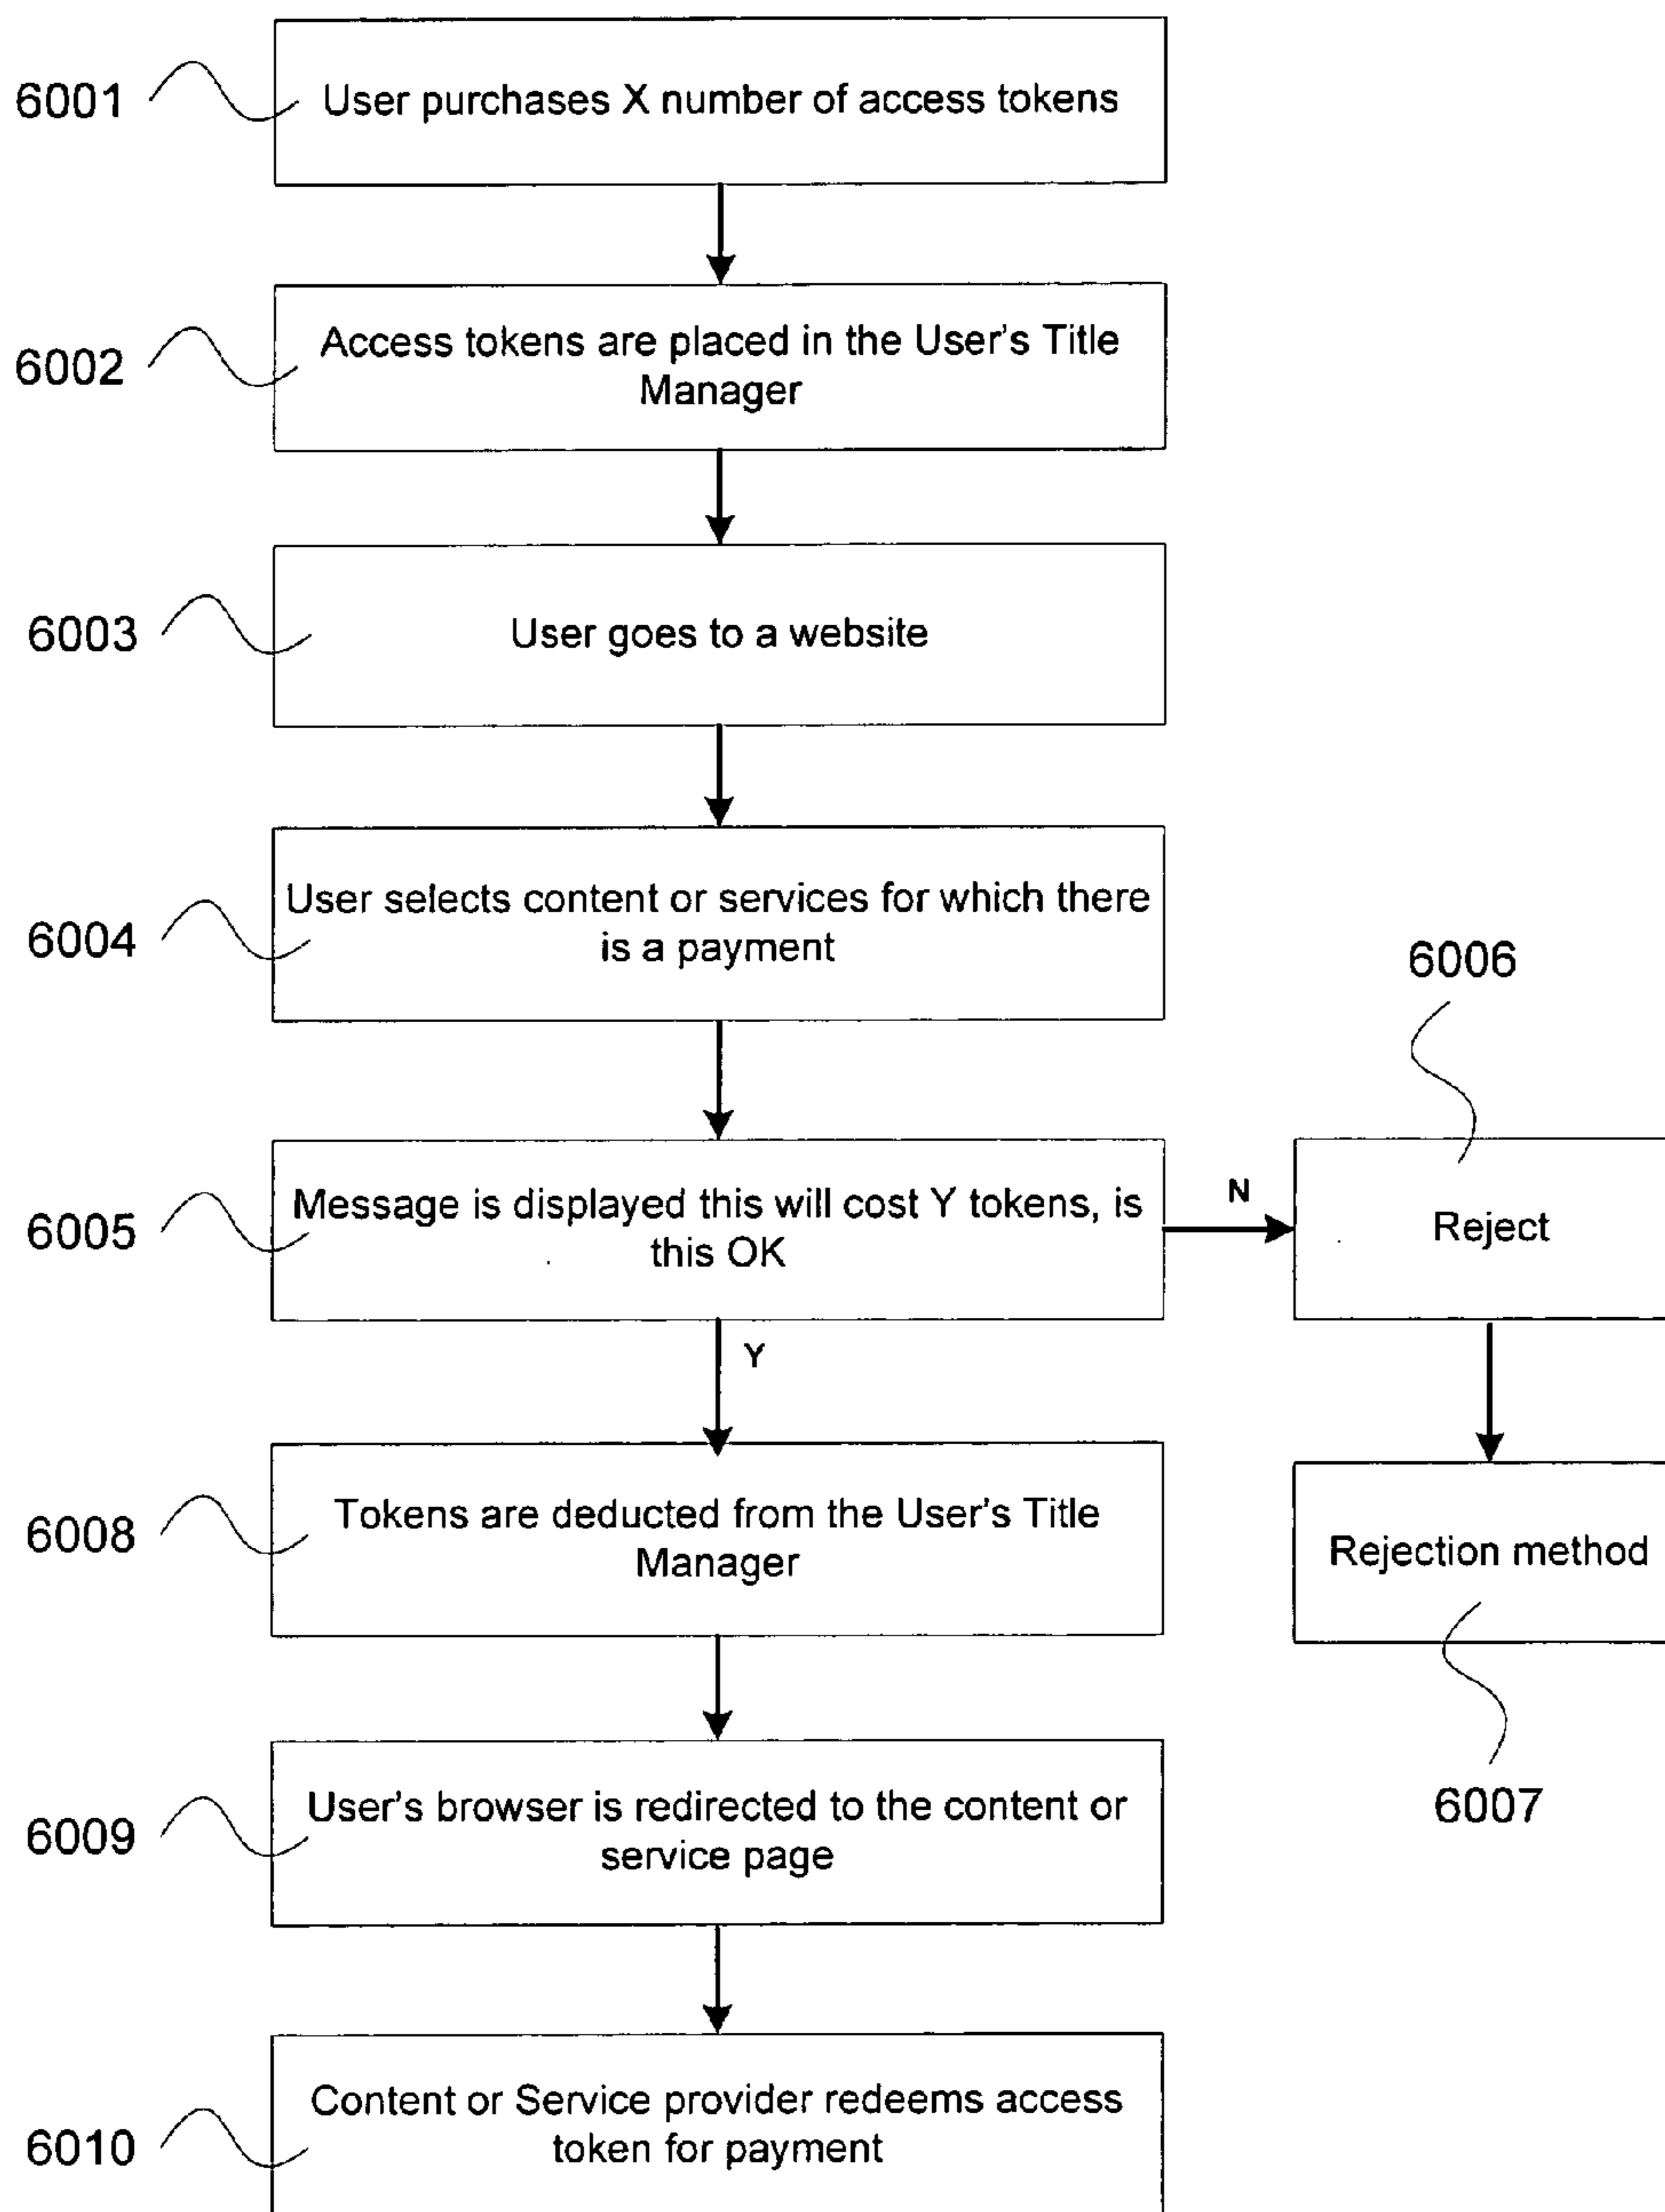 6001
User purchases X number of access tokens
6002
Access tokens are placed in the User's Title
Manager
6003
User goes to a website
6004
User selects content or services for which there
is a payment
6005
Message is displayed this will cost Y tokens, is
this OK
N
6006
Reject
Y
6008
Tokens are deducted from the User's Title
Manager
Rejection method
6007
6009
User's browser is redirected to the content or
service page
6010
Content or Service provider redeems access
token for payment